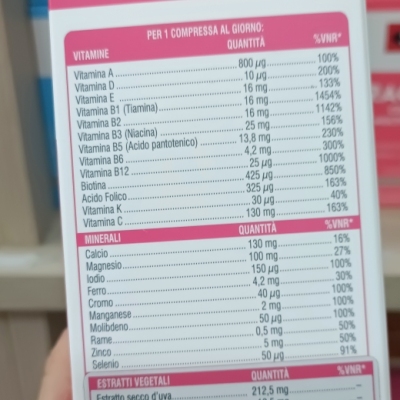 PER 1 COMPRESSA AL GIORNO:
VITAMINE QUANTITÀ %VNR*
Vitamina A 800 µg 100%
Vitamina D 10 µg 200%
Vitamina E 16 mg 133%
Vitamina B1 (Tiamina) 16 mg 1454%
Vitamina B2 16 mg 1142%
Vitamina B3 (Niacina) 25 mg 156%
Vitamina B5 (Acido pantotenico) 13,8 mg 230%
Vitamina B6 4,2 mg 300%
Vitamina B12 25 µg 1000%
Biotina 425 µg 850%
Acido Folico 325 µg 163%
Vitamina K 30 µg 40%
Vitamina C 130 mg 163%
MINERALI QUANTITÀ %VNR*
Calcio 130 mg 16%
Magnesio 100 mg 27%
Iodio 150 µg 100%
Ferro 4,2 mg 30%
Cromo 40 µg 100%
Manganese 2 mg 100%
Molibdeno 50 µg 100%
Rame 0,5 mg 50%
Zinco 5 mg 50%
Selenio 50 µg 91%
ESTRATTI VEGETALI QUANTITÀ %VNR*
Estratto secco d'uva 212,5 mg –